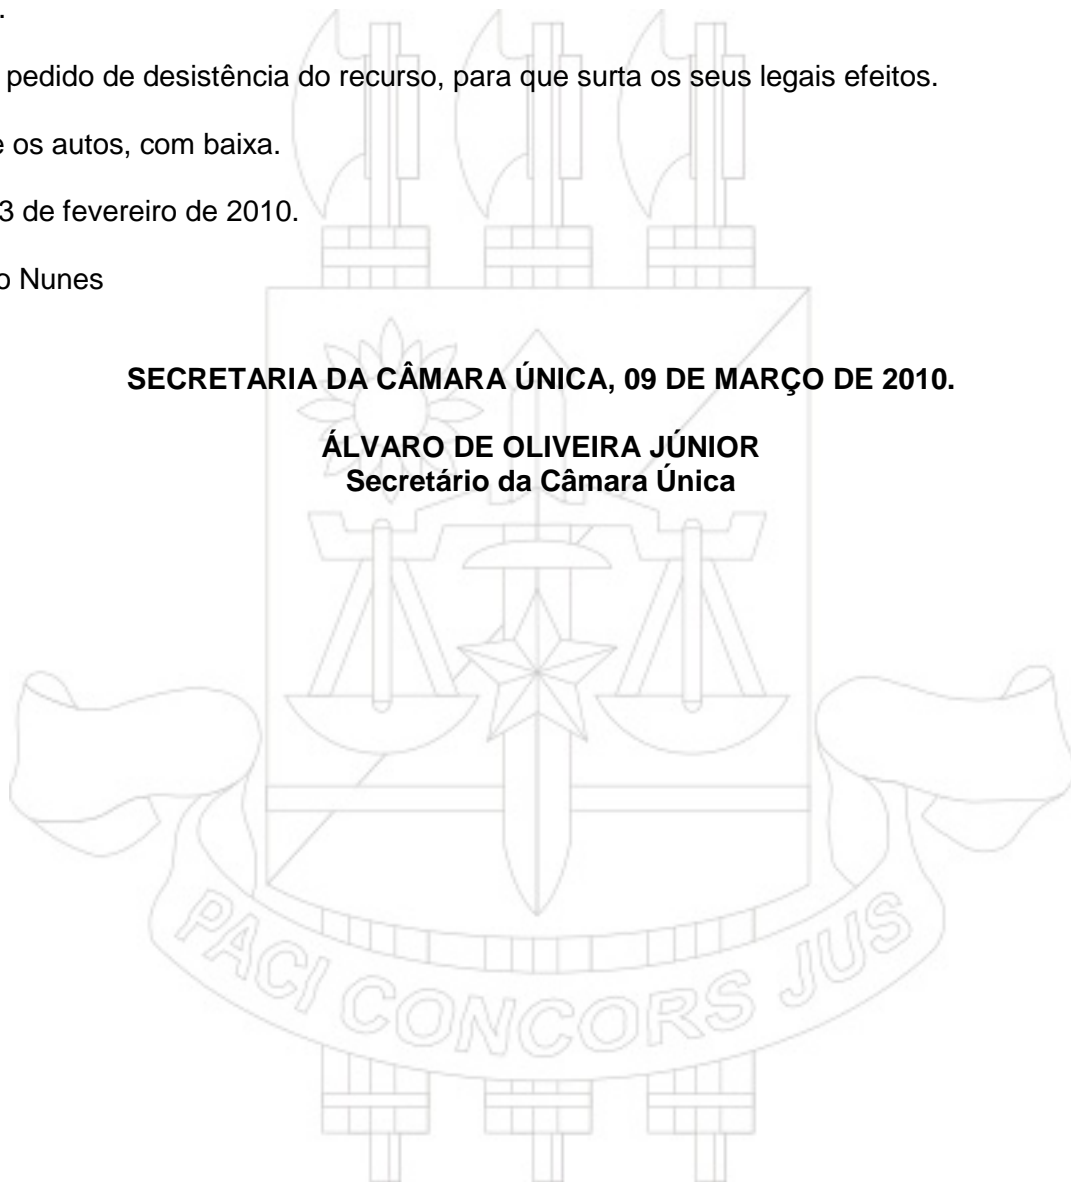 .
pedido de desistência do recurso, para que surta os seus legais efeitos.
e os autos, com baixa.
3 de fevereiro de 2010.
o Nunes
SECRETARIA DA CÂMARA ÚNICA, 09 DE MARÇO DE 2010.
ÁLVARO DE OLIVEIRA JÚNIOR
Secretário da Câmara Única
PACI CONCORS JUS